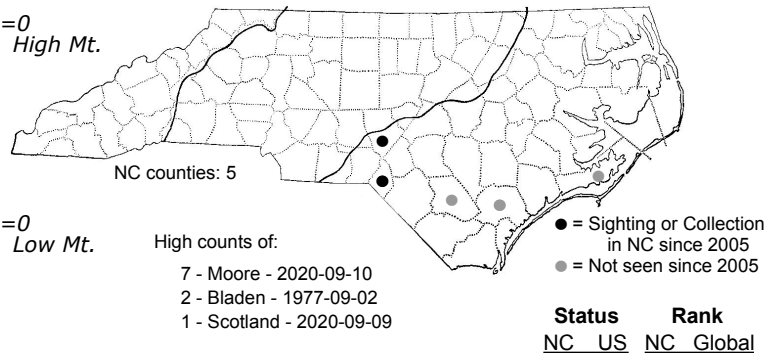 =0
High Mt.
NC counties: 5
=0
Low Mt.
High counts of:
7 - Moore - 2020-09-10
2 - Bladen - 1977-09-02
1 - Scotland - 2020-09-09
= Sighting or Collection
in NC since 2005
= Not seen since 2005
Status Rank
NC US NC Global